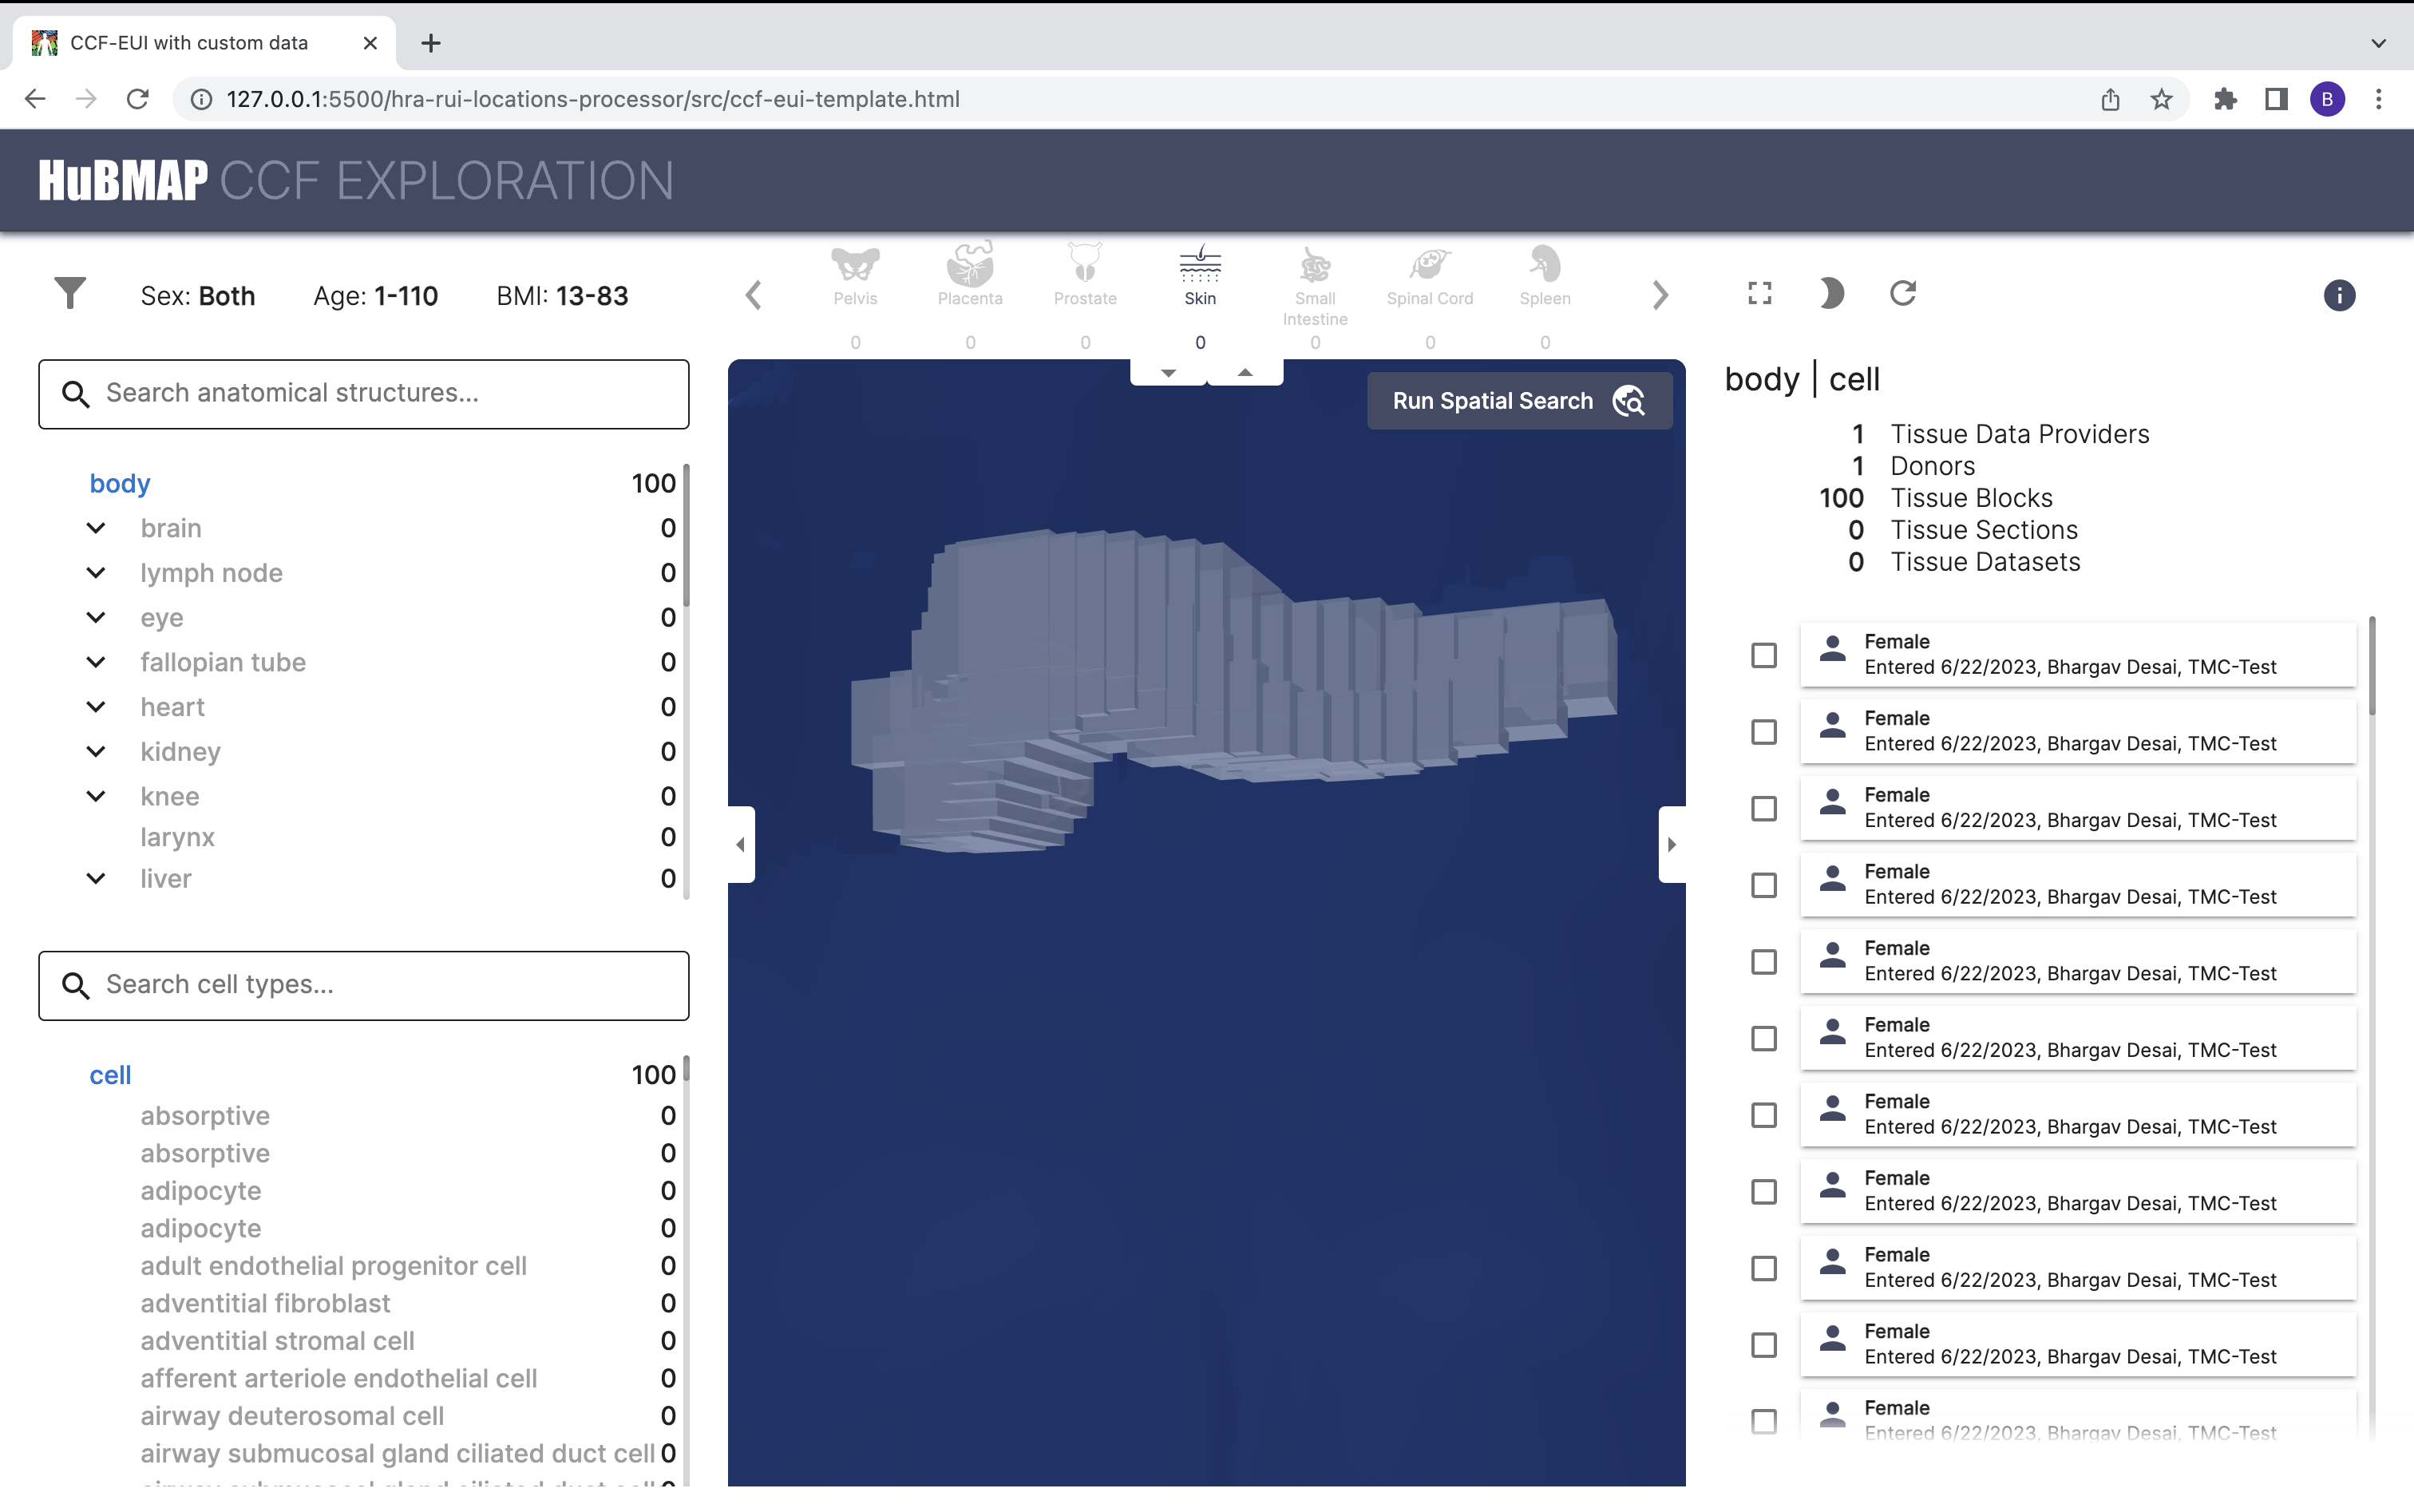 CCF-EUI with custom data
127.0.0.1:5500/hra-rui-locations-processor/src/ccf-eui-template.html
B
HuBMAP CCF EXPLORATION
Sex: Both Age: 1-110 BMI: 13-83
Pelvis
0
Placenta
0
Prostate
0
Skin
0
Small
Intestine
0
Spinal Cord
0
Spleen
0
Search anatomical structures...
body 100
brain 0
lymph node 0
eye 0
fallopian tube 0
heart 0
kidney 0
knee 0
larynx 0
liver 0
Search cell types...
cell 100
absorptive 0
absorptive 0
adipocyte 0
adipocyte 0
adult endothelial progenitor cell 0
adventitial fibroblast 0
adventitial stromal cell 0
afferent arteriole endothelial cell 0
airway deuterosomal cell 0
airway submucosal gland ciliated duct cell 0
Run Spatial Search
body | cell
1 Tissue Data Providers
1 Donors
100 Tissue Blocks
0 Tissue Sections
0 Tissue Datasets
Female
Entered 6/22/2023, Bhargav Desai, TMC-Test
Female
Entered 6/22/2023, Bhargav Desai, TMC-Test
Female
Entered 6/22/2023, Bhargav Desai, TMC-Test
Female
Entered 6/22/2023, Bhargav Desai, TMC-Test
Female
Entered 6/22/2023, Bhargav Desai, TMC-Test
Female
Entered 6/22/2023, Bhargav Desai, TMC-Test
Female
Entered 6/22/2023, Bhargav Desai, TMC-Test
Female
Entered 6/22/2023, Bhargav Desai, TMC-Test
Female
Entered 6/22/2023, Bhargav Desai, TMC-Test
Female
Entered 6/22/2023, Bhargav Desai, TMC-Test
Female
Entered 6/22/2023, Bhargav Desai, TMC-Test